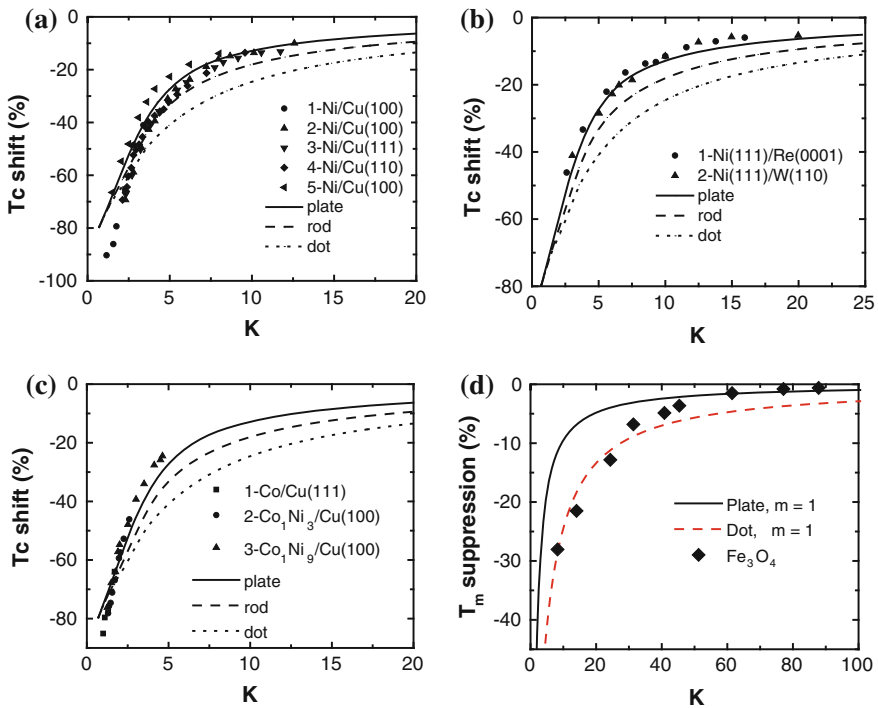 (a)
Tc shift (%)
0
-20
-40
-60
-80
-100
1-Ni/Cu(100)
2-Ni/Cu(100)
3-Ni/Cu(111)
4-Ni/Cu(110)
5-Ni/Cu(100)
plate
rod
dot
0 5 10 15 20
K
(b)
Tc shift (%)
0
-20
-40
-60
-80
1-Ni(111)/Re(0001)
2-Ni(111)/W(110)
plate
rod
dot
0 5 10 15 20 25
K
(c)
Tc shift (%)
0
-20
-40
-60
-80
1-Co/Cu(111)
2-Co₁Ni₃/Cu(100)
3-Co₁Ni₉/Cu(100)
plate
rod
dot
0 5 10 15 20
K
(d)
Tₘ suppression (%)
0
-10
-20
-30
-40
Plate, m = 1
Dot, m = 1
Fe₃O₄
0 20 40 60 80 100
K